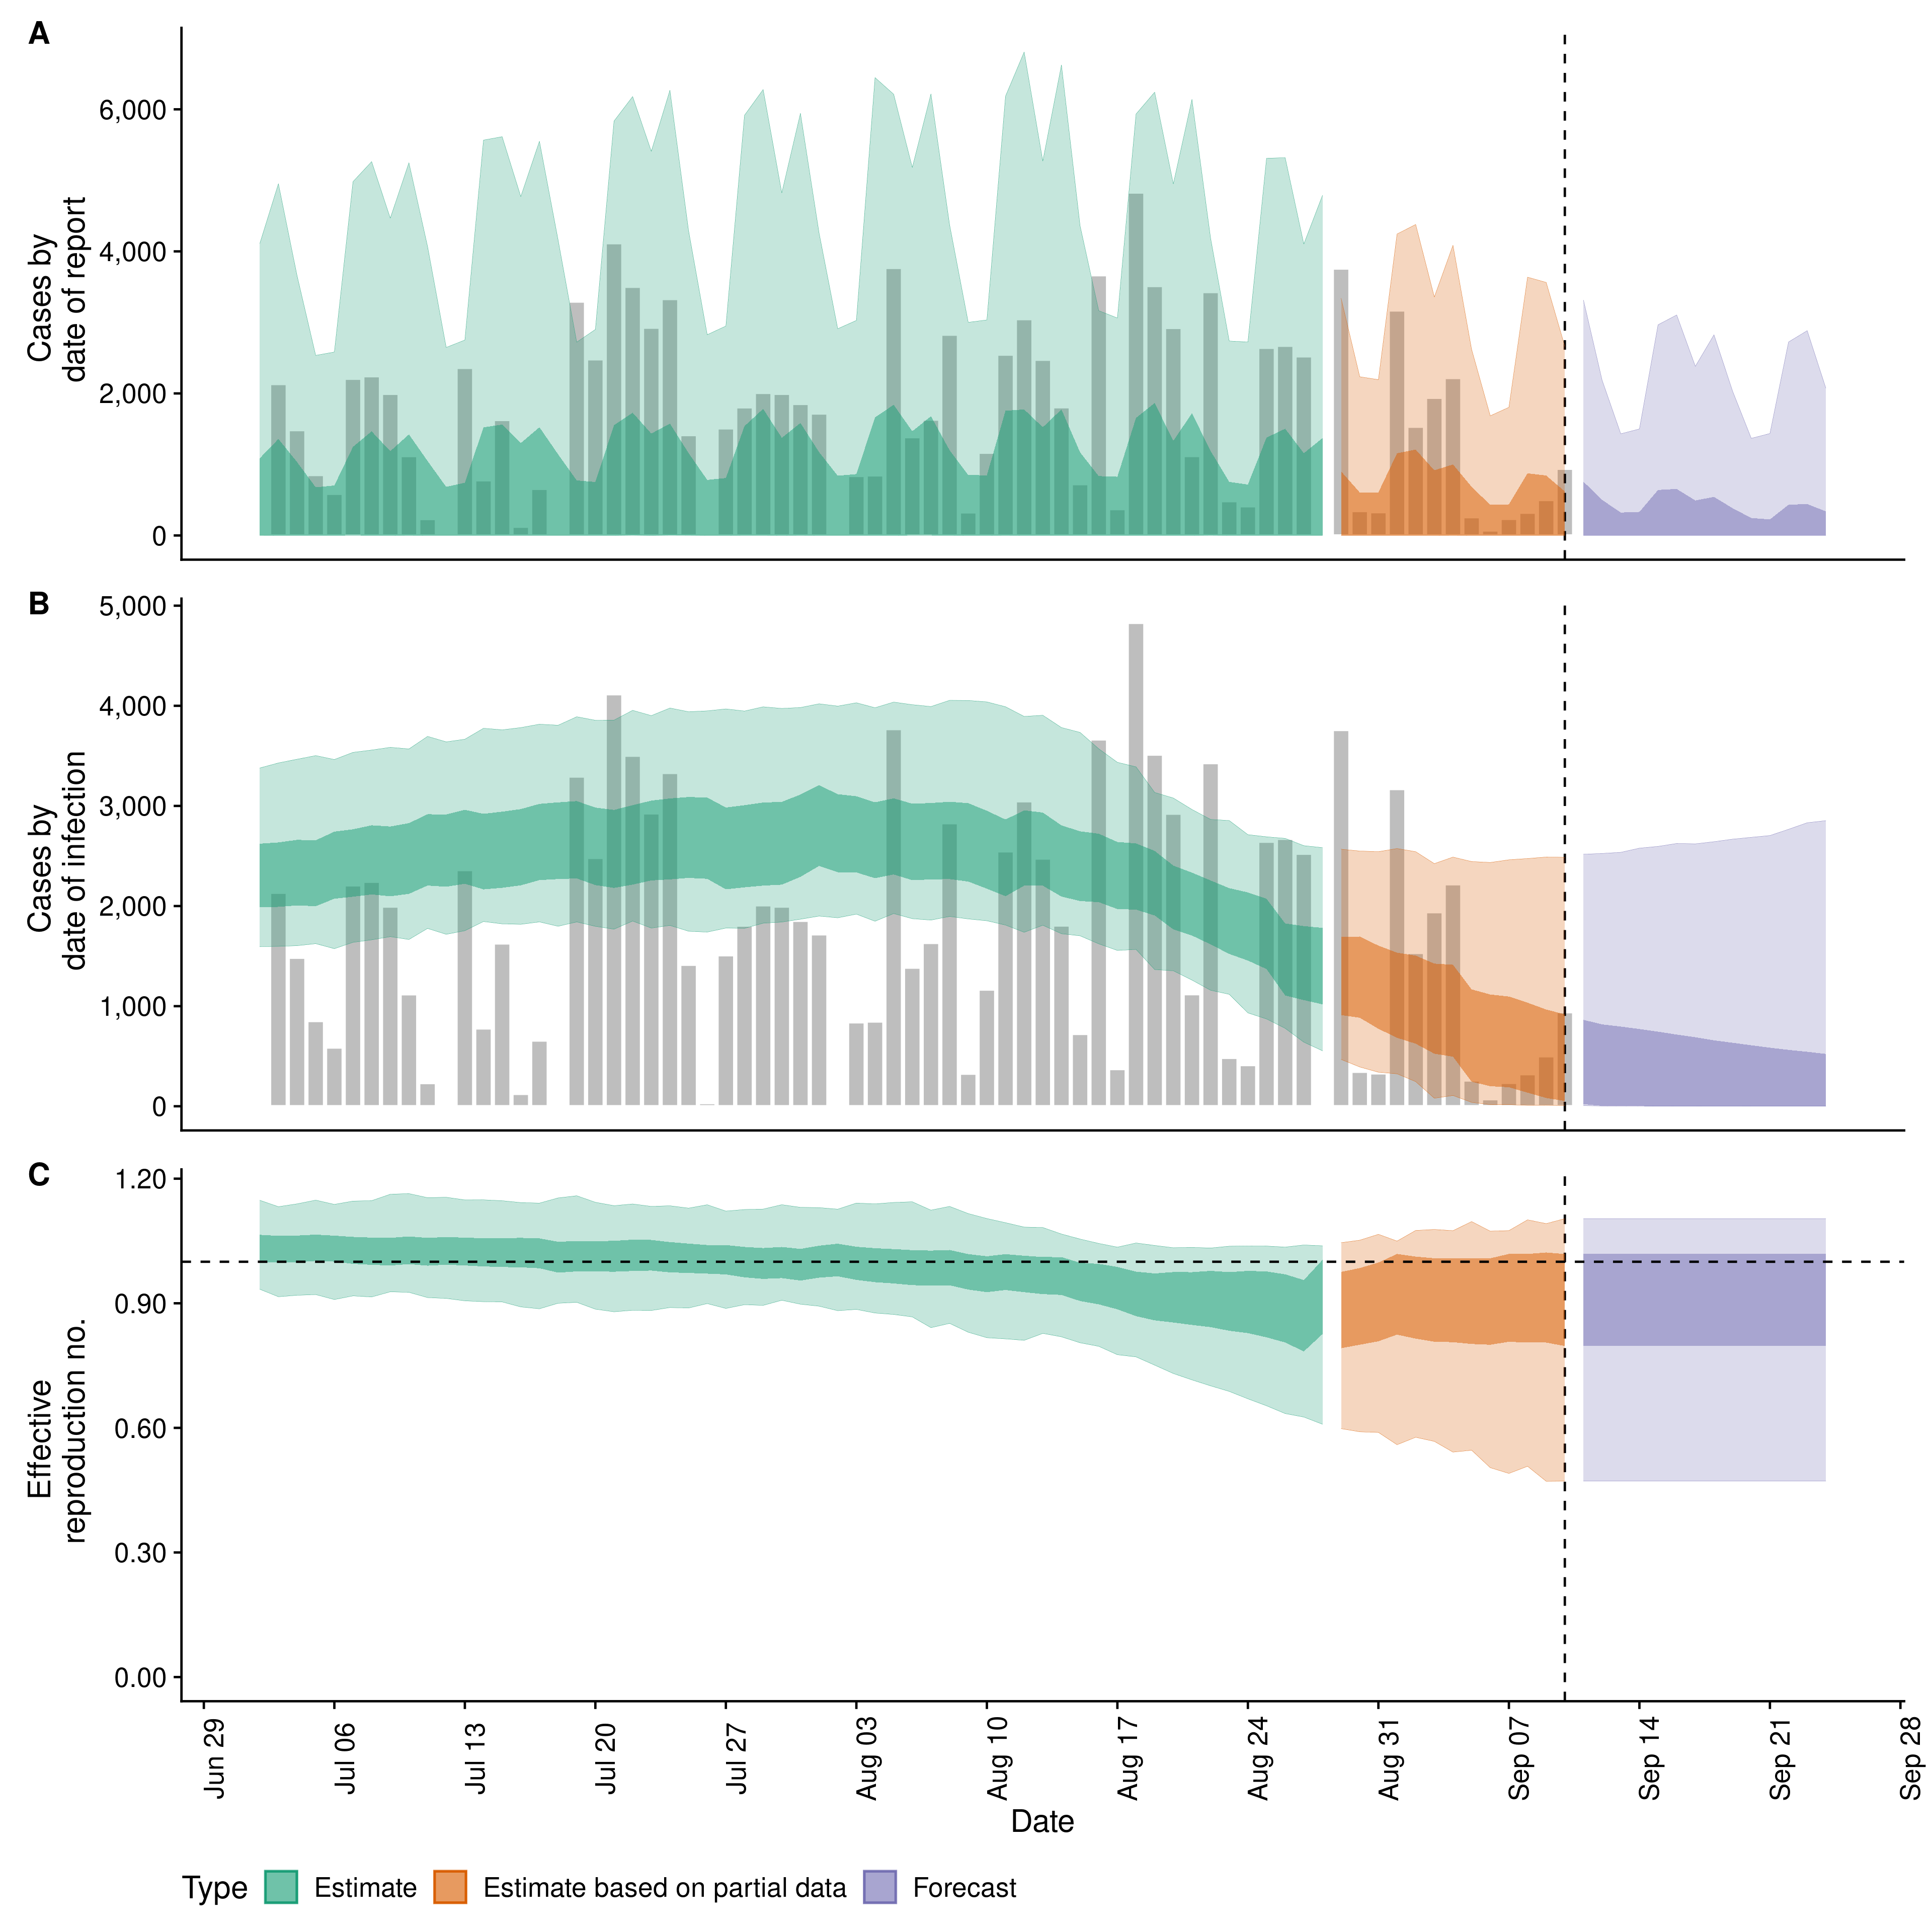 A
Cases by
date of report
6,000
4,000
2,000
0
B
Cases by
date of infection
5,000
4,000
3,000
2,000
1,000
0
C
Effective
reproduction no.
1.20
0.90
0.60
0.30
0.00
Jun 29
Jul 06
Jul 13
Jul 20
Jul 27
Aug 03
Aug 10
Aug 17
Aug 24
Aug 31
Sep 07
Sep 14
Sep 21
Sep 28
Date
Type Estimate Estimate based on partial data Forecast